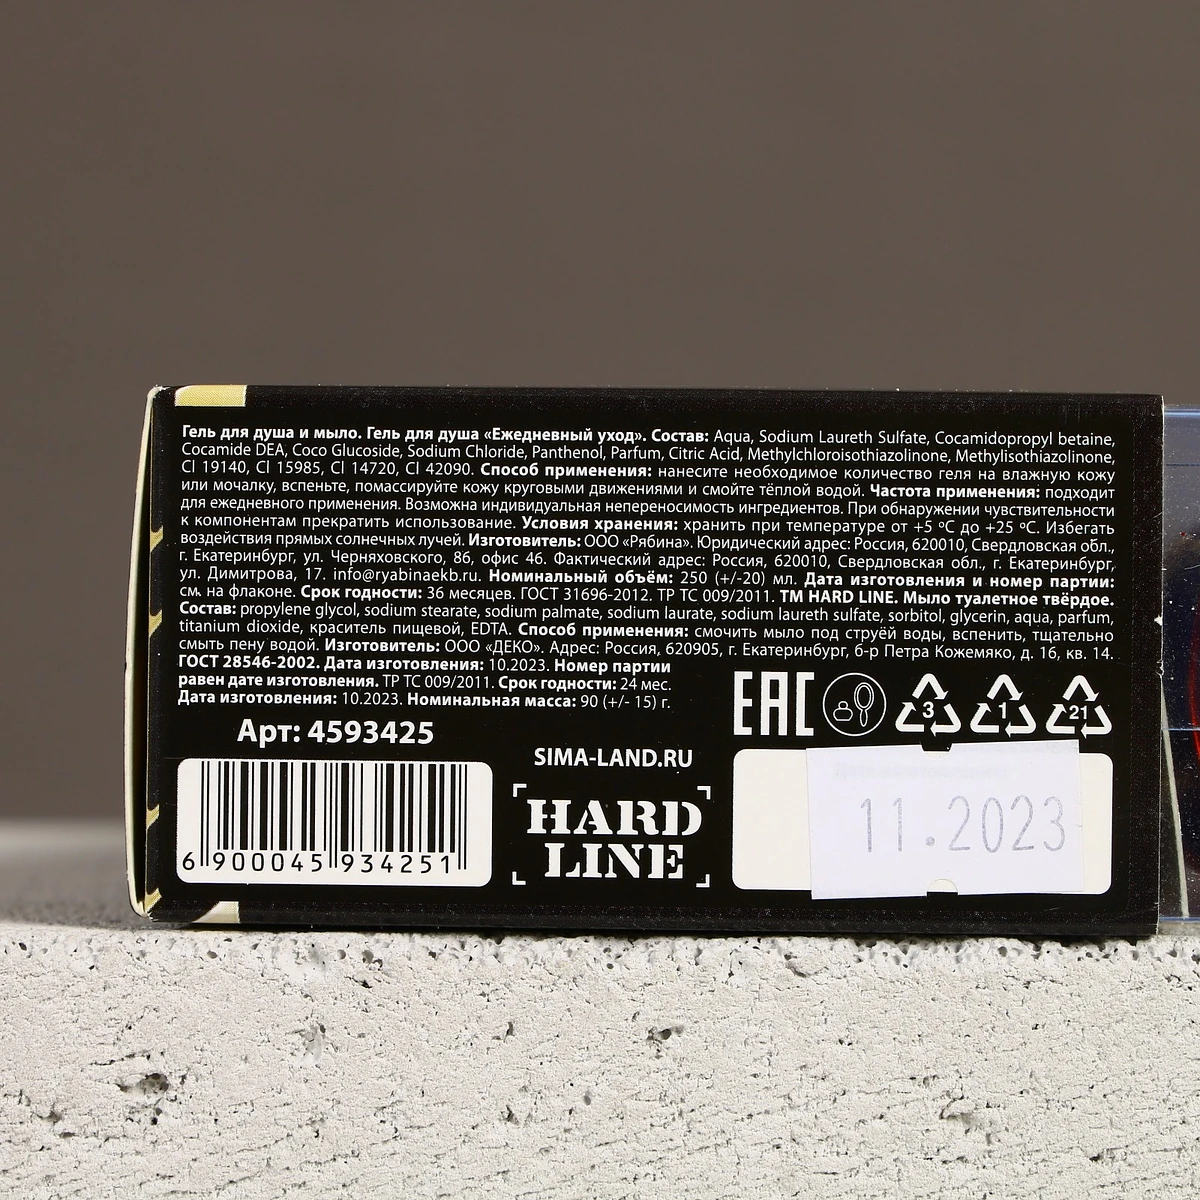 Гель для душа и мыло. Гель для душа «Ежедневный уход». Состав: Aqua, Sodium Laureth Sulfate, Cocamidopropyl betaine,
Cocamide DEA, Coco Glucoside, Sodium Chloride, Panthenol, Parfum, Citric Acid, Methylchloroisothiazolinone, Methylisothiazolinone,
Cl 19140, Cl 15985, Cl 14720, Cl 42090. Способ применения: нанесите необходимое количество геля на влажную кожу
или мочалку, вспеньте, помассируйте кожу круговыми движениями и смойте тёплой водой. Частота применения: подходит
для ежедневного применения. Возможна индивидуальная непереносимость ингредиентов. При обнаружении чувствительности
к компонентам прекратить использование. Условия хранения: хранить при температуре от +5 ºС до +25 ºС. Избегать
воздействия прямых солнечных лучей. Изготовитель: ООО «Рябина». Юридический адрес: Россия, 620010, Свердловская обл.,
г. Екатеринбург, ул. Черняховского, 86, офис 46. Фактический адрес: Россия, 620010, Свердловская обл., г. Екатеринбург,
ул. Димитрова, 17. info@ryabinaekb.ru. Номинальный объём: 250 (+/-20) мл. Дата изготовления и номер партии:
см. на флаконе. Срок годности: 36 месяцев. ГОСТ 31696-2012. ТР ТС 009/2011. ТМ HARD LINE. Мыло туалетное твёрдое.
Состав: propylene glycol, sodium stearate, sodium palmate, sodium laurate, sodium laureth sulfate, sorbitol, glycerin, aqua, parfum,
titanium dioxide, краситель пищевой, EDTA. Способ применения: смочить мыло под струёй воды, вспенить, тщательно
смыть пену водой. Изготовитель: ООО «ДЕКО». Адрес: Россия, 620905, г. Екатеринбург, б-р Петра Кожемяко, д. 16, кв. 14.
ГОСТ 28546-2002. Дата изготовления: 10.2023. Номер партии
равен дате изготовления. ТР ТС 009/2011. Срок годности: 24 мес.
Дата изготовления: 10.2023. Номинальная масса: 90 (+/- 15) г.
EAC
3 1 21
Арт: 4593425
SIMA-LAND.RU
HARD
LINE
11.2023
6 900045 934251